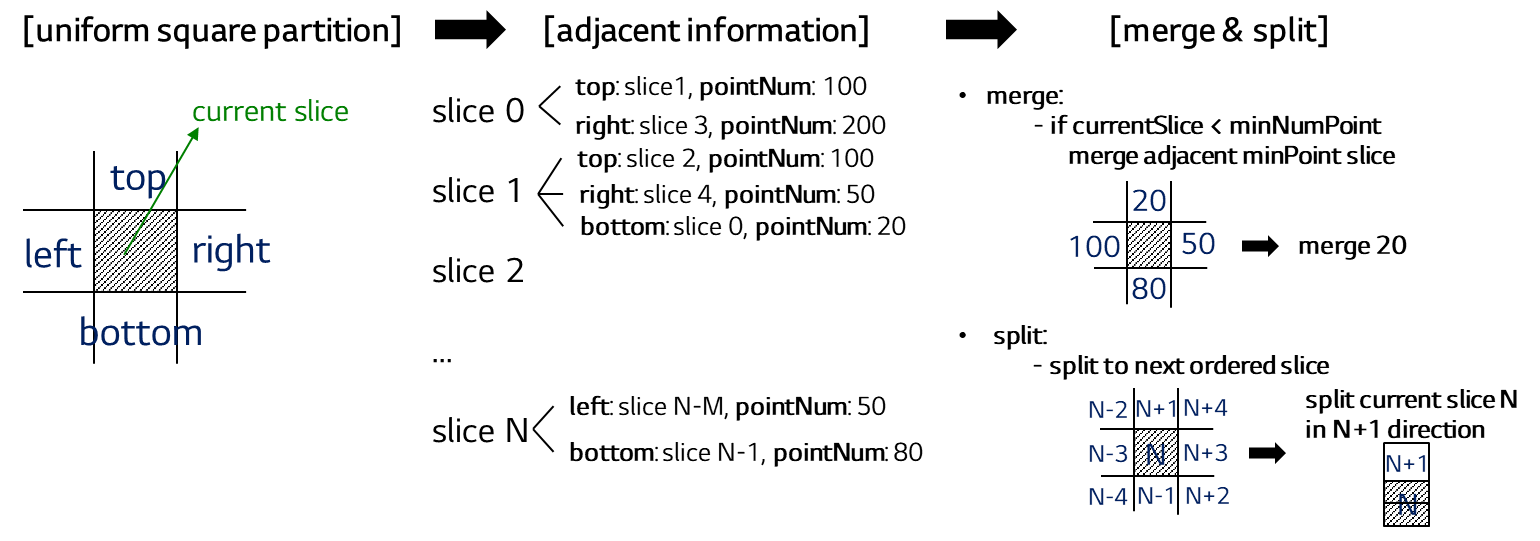 [uniform square partition]
[adjacent information]
[merge & split]
current slice
top
left
right
bottom
slice 0
top: slice1, pointNum: 100
right: slice 3, pointNum: 200
slice 1
top: slice 2, pointNum: 100
right: slice 4, pointNum: 50
bottom: slice 0, pointNum: 20
slice 2
...
slice N
left: slice N-M, pointNum: 50
bottom: slice N-1, pointNum: 80
• merge:
- if currentSlice < minNumPoint
merge adjacent minPoint slice
20
100
50
80
merge 20
• split:
- split to next ordered slice
N-2 N+1 N+4
N-3 N N+3
N-4 N-1 N+2
split current slice N
in N+1 direction
N+1
N